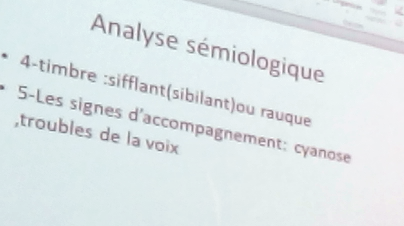 Analyse sémiologique
• 4-timbre :sifflant(sibilant)ou rauque
• 5-Les signes d'accompagnement: cyanose
,troubles de la voix